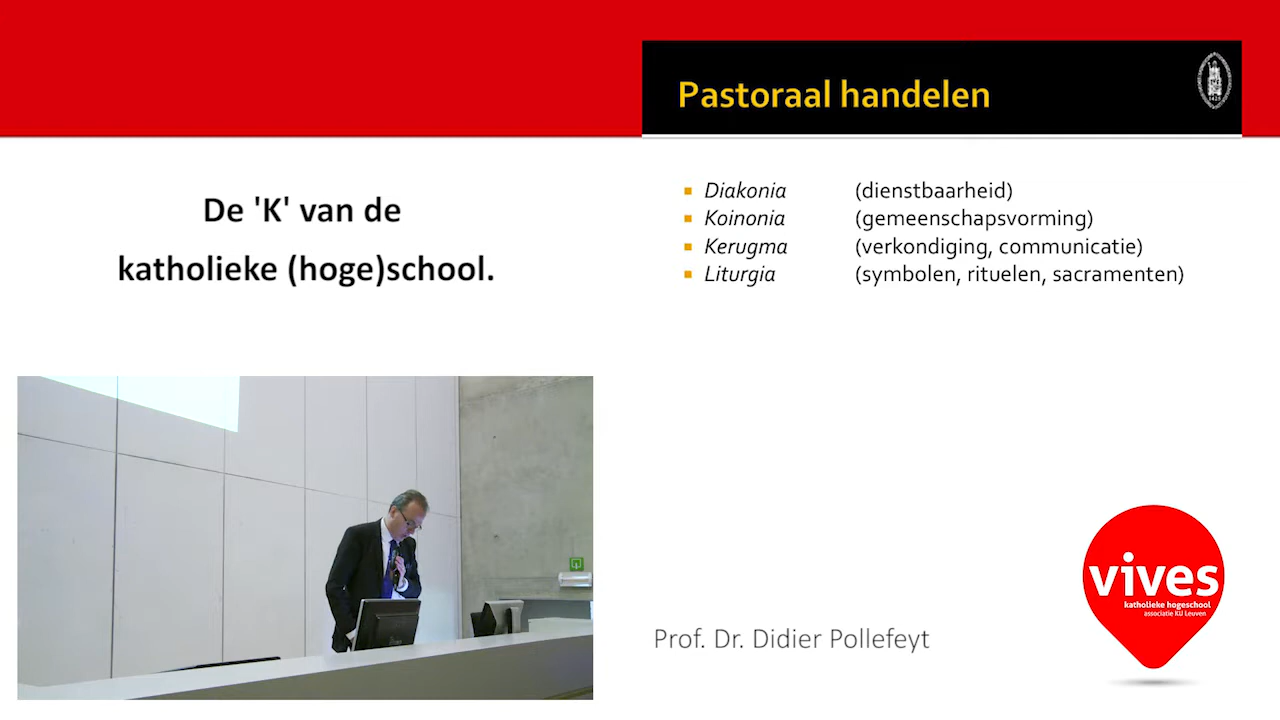 Pastoraal handelen
De 'K' van de
katholieke (hoge)school.
Diakonia (dienstbaarheid)
Koinonia (gemeenschapsvorming)
Kerugma (verkondiging, communicatie)
Liturgia (symbolen, rituelen, sacramenten)
Prof. Dr. Didier Pollefeyt
vives
katholieke hogeschool
associatie KU Leuven
1425